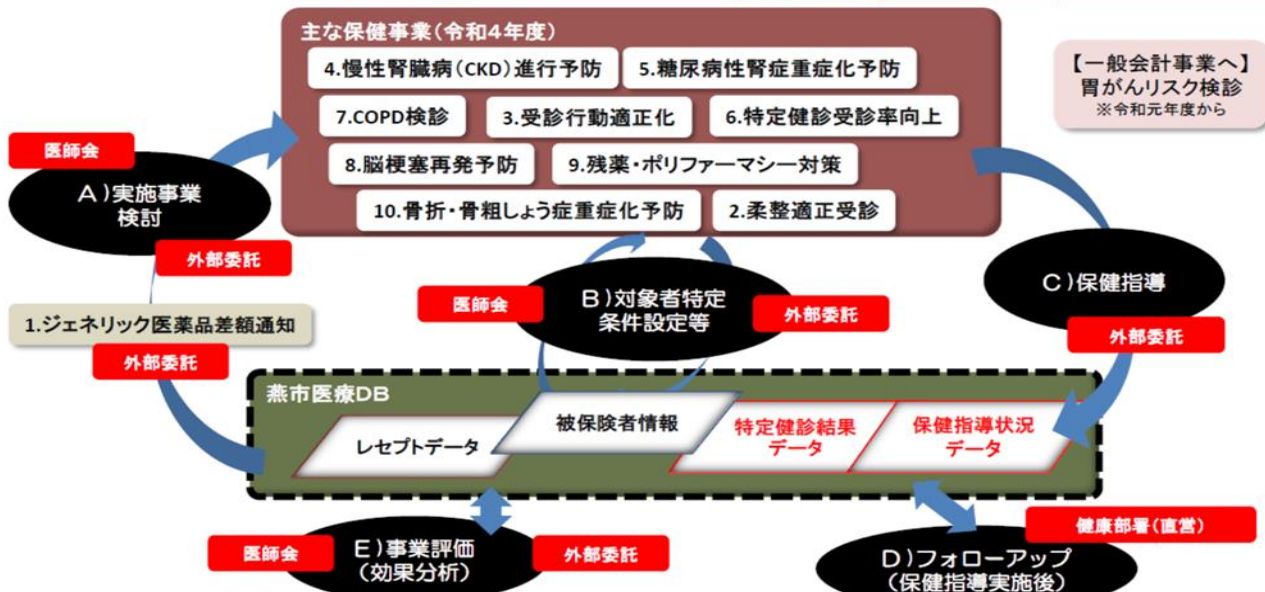 主な保健事業(令和4年度)
4.慢性腎臓病(CKD)進行予防
5.糖尿病性腎症重症化予防
7.COPD検診
3.受診行動適正化
6.特定健診受診率向上
8.脳梗塞再発予防
9.残薬・ポリファーマシー対策
10.骨折・骨粗しょう症重症化予防
2.柔整適正受診
【一般会計事業へ】
胃がんリスク検診
※令和元年度から
医師会
A)実施事業
検討
外部委託
1.ジェネリック医薬品差額通知
外部委託
医師会
B)対象者特定
条件設定等
外部委託
C)保健指導
外部委託
燕市医療DB
レセプトデータ
被保険者情報
特定健診結果
データ
保健指導状況
データ
医師会
E)事業評価
(効果分析)
外部委託
健康部署(直営)
D)フォローアップ
(保健指導実施後)